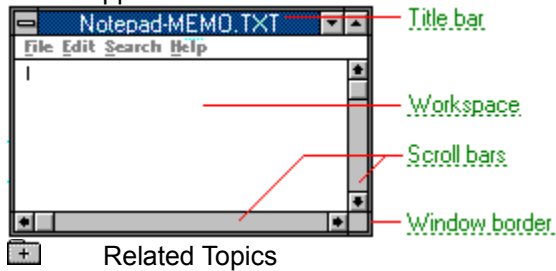 Notepad-MEMO.TXT
Title bar
File Edit Search Help
Workspace
Scroll bars
Window border
Related Topics